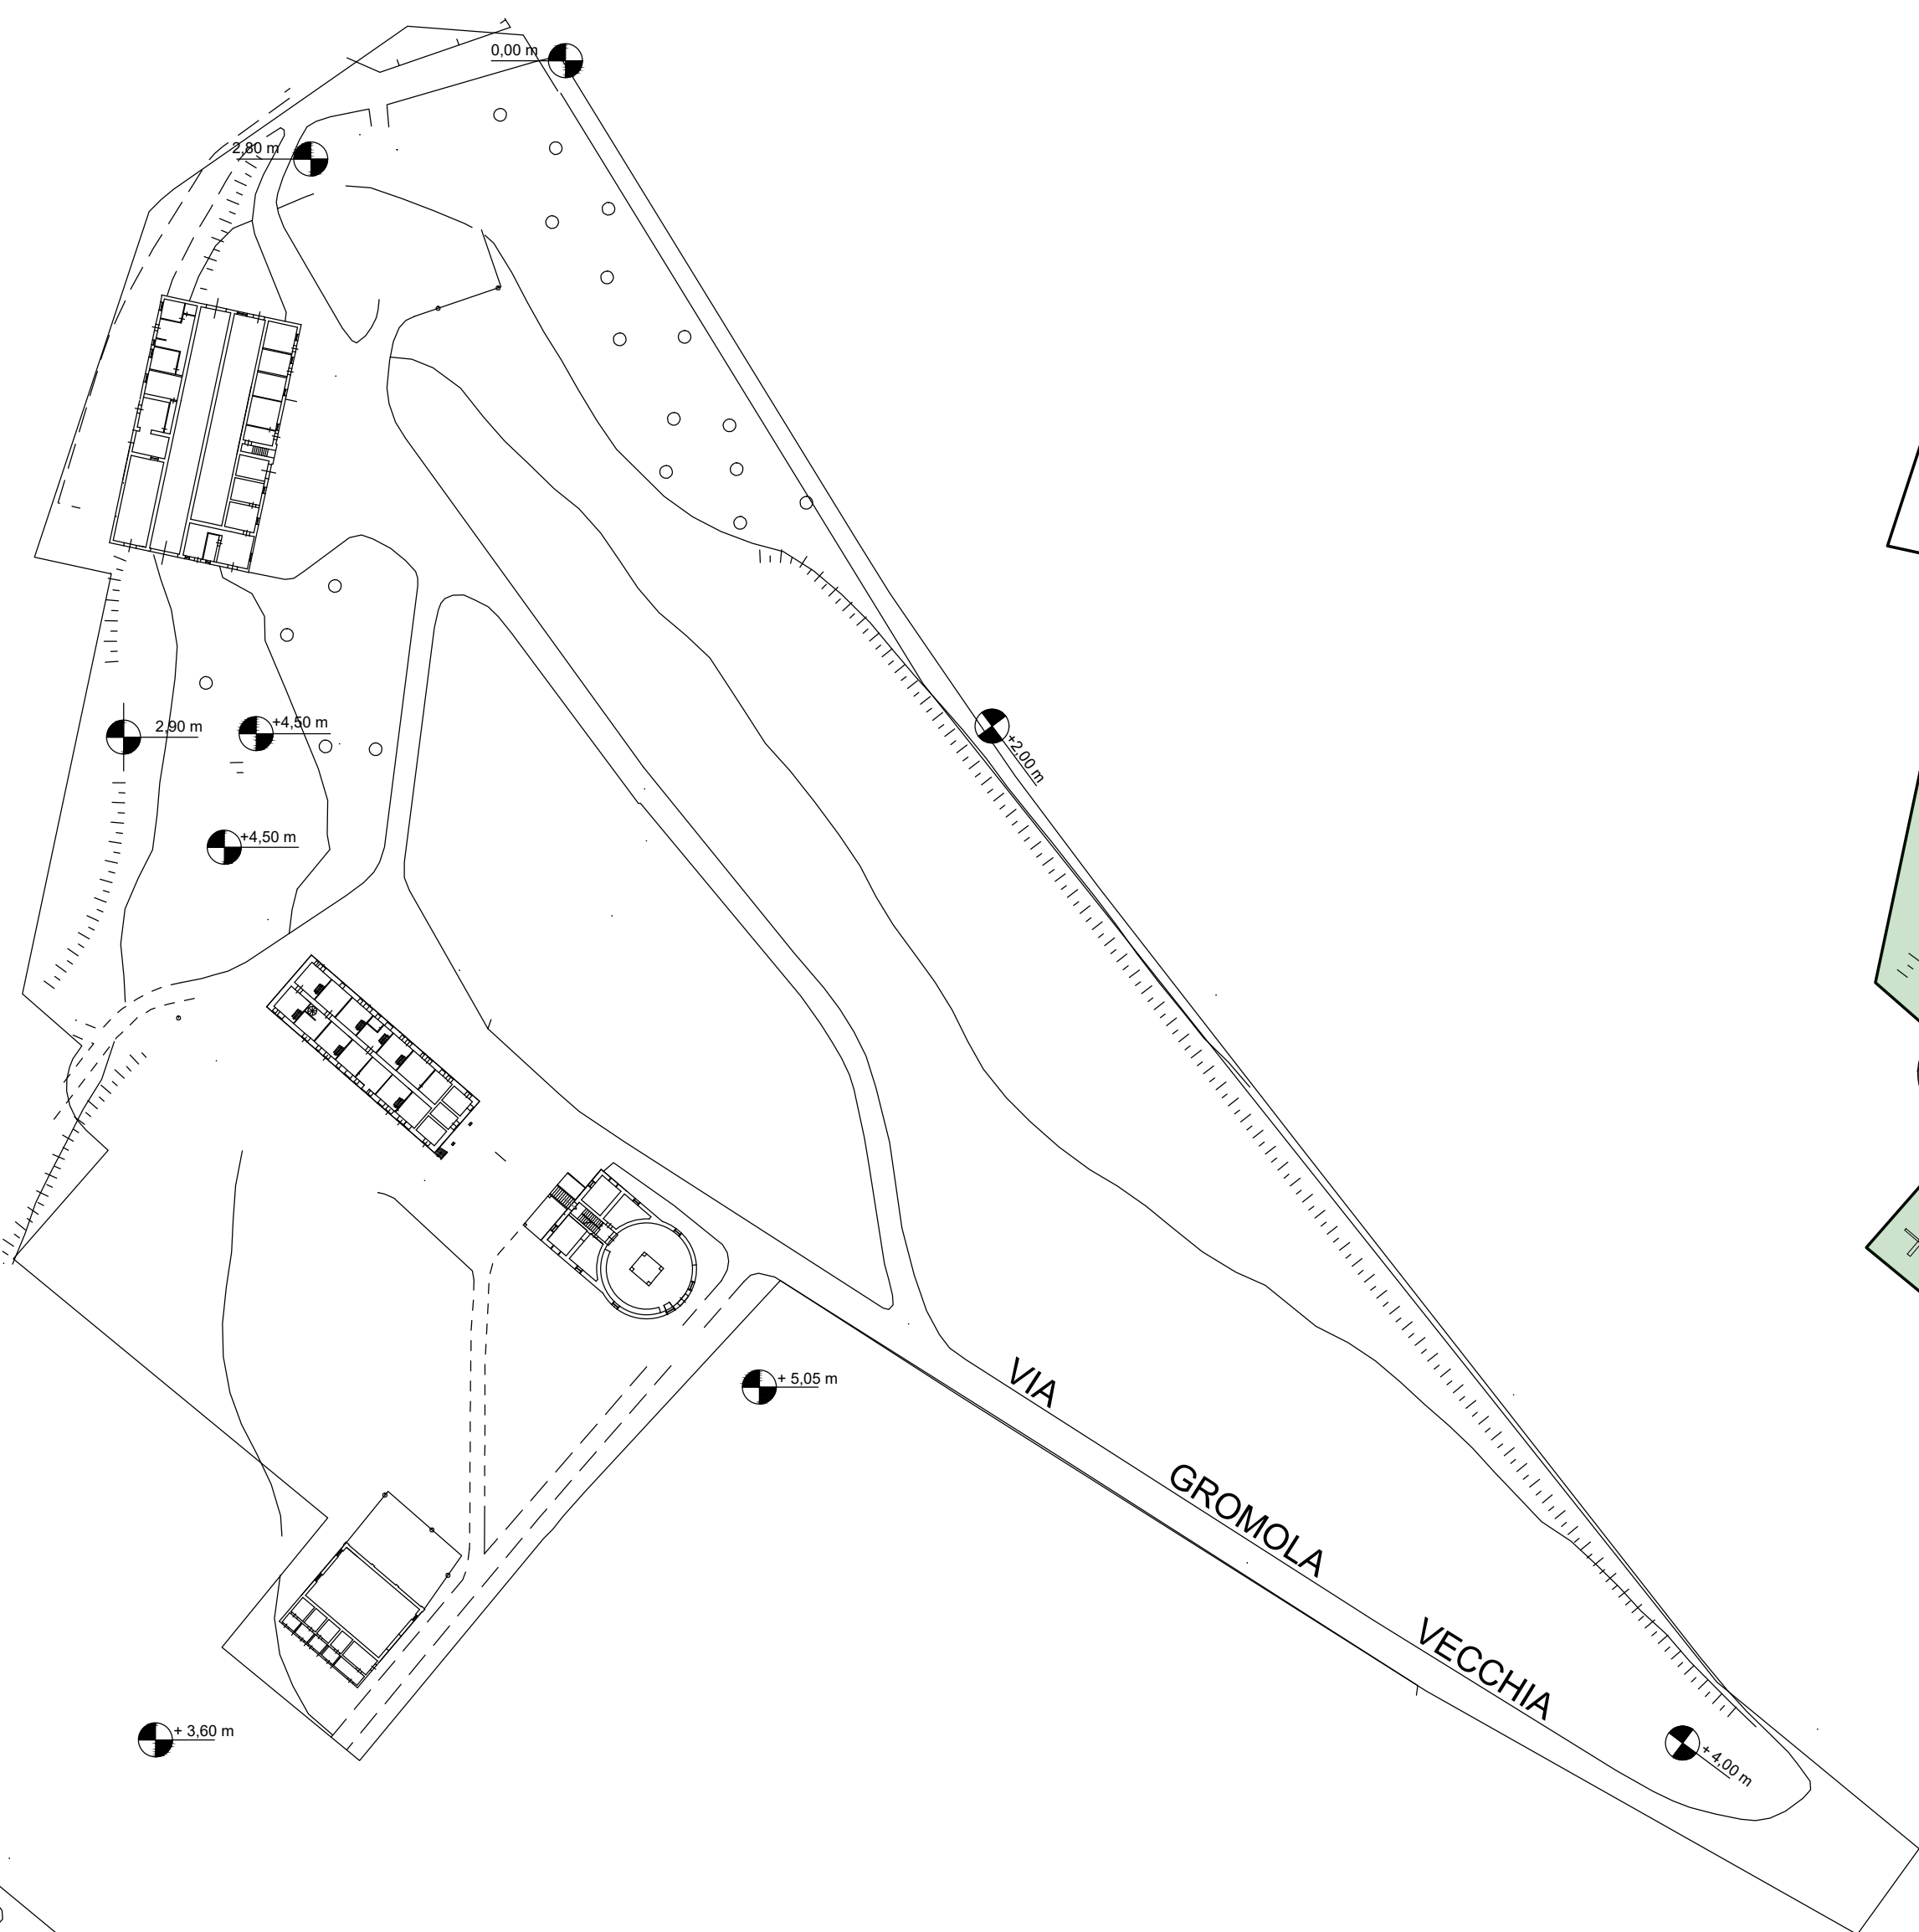 0,00 m
2,80 m
2,90 m
+4,50 m
+2,00 m
+4,50 m
+ 5,05 m
VIA
GROMOLA
VECCHIA
+ 3,60 m
+ 4,00 m